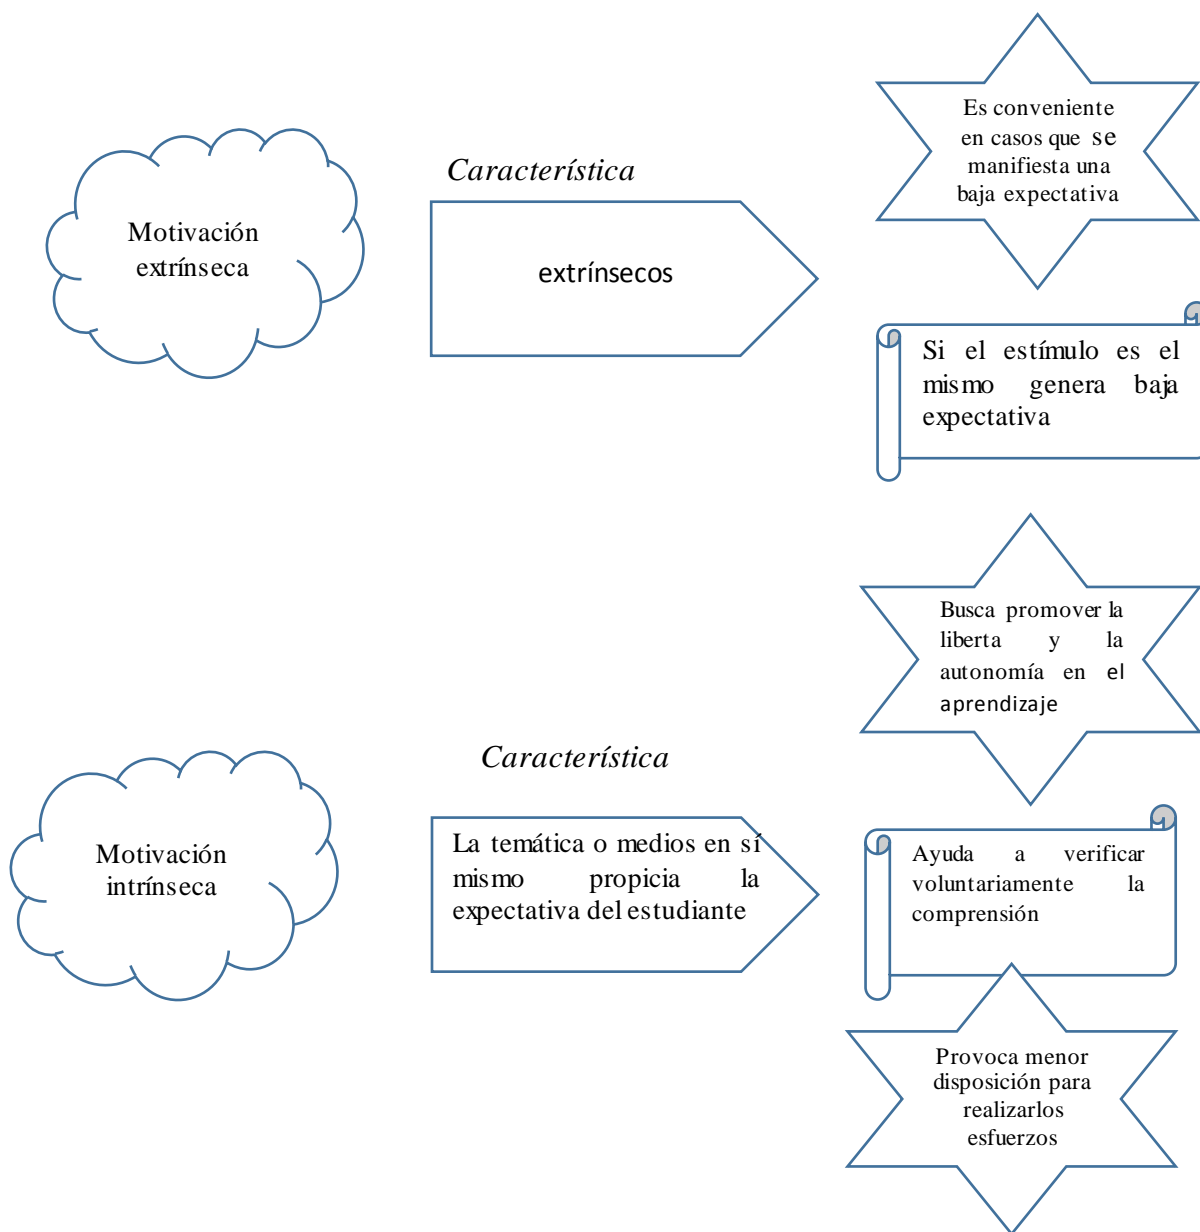 Motivación
extrínseca
Característica
extrínsecos
Es conveniente
en casos que se
manifiesta una
baja expectativa
Si el estímulo es el
mismo genera baja
expectativa
Motivación
intrínseca
Característica
La temática o medios en sí
mismo propicia la
expectativa del estudiante
Busca promover la
liberta y la
autonomía en el
aprendizaje
Ayuda a verificar
voluntariamente la
comprensión
Provoca menor
disposición para
realizarlos
esfuerzos